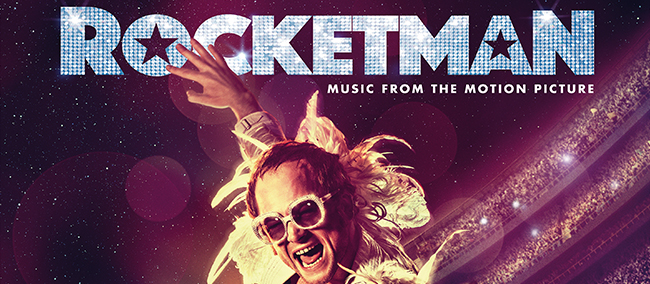 ROCKETMAN
MUSIC FROM THE MOTION PICTURE